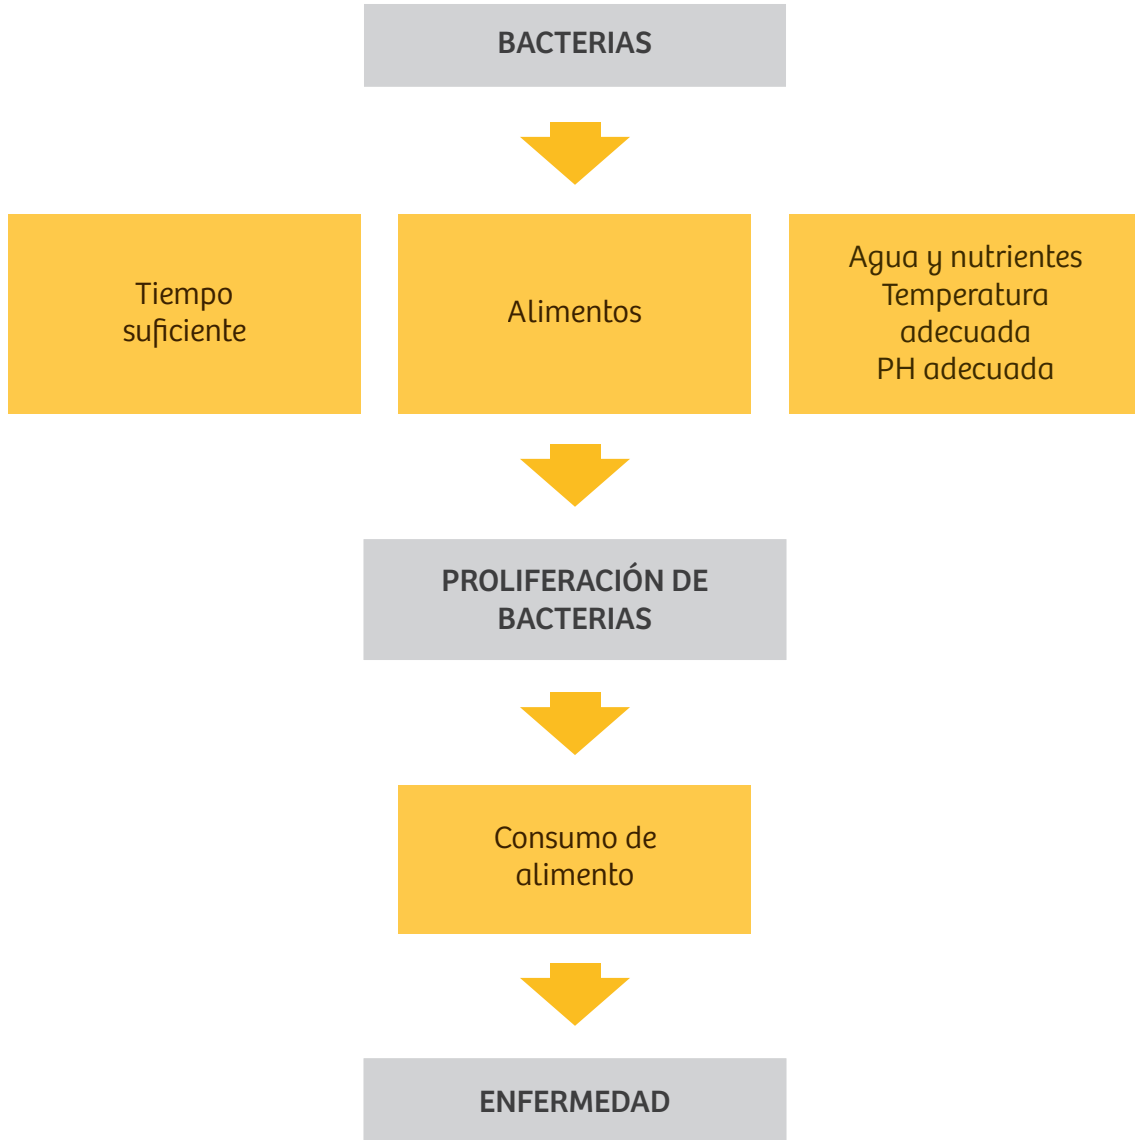 BACTERIAS
Tiempo
suficiente
Alimentos
Agua y nutrientes
Temperatura
adecuada
PH adecuada
PROLIFERACIÓN DE
BACTERIAS
Consumo de
alimento
ENFERMEDAD